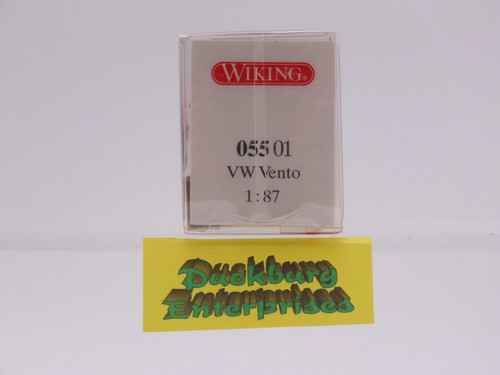 WIKING®
055 01
VW Vento
1:87
Duckburg
Enterprises